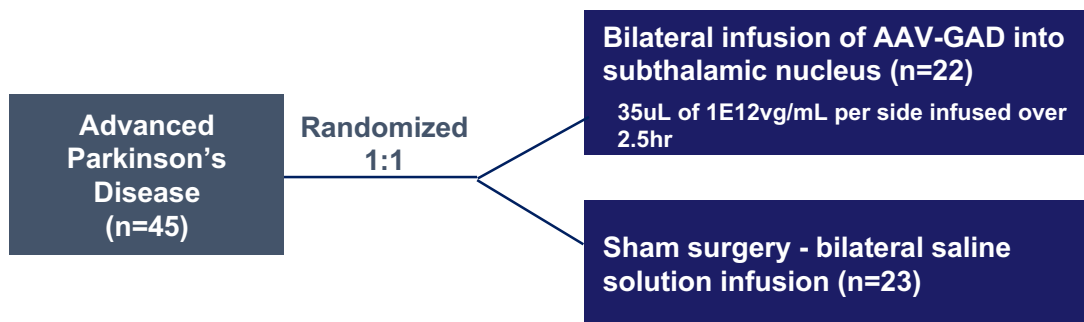 Advanced
Parkinson's
Disease
(n=45)
Randomized
1:1
Bilateral infusion of AAV-GAD into
subthalamic nucleus (n=22)
35uL of 1E12vg/mL per side infused over
2.5hr
Sham surgery - bilateral saline
solution infusion (n=23)